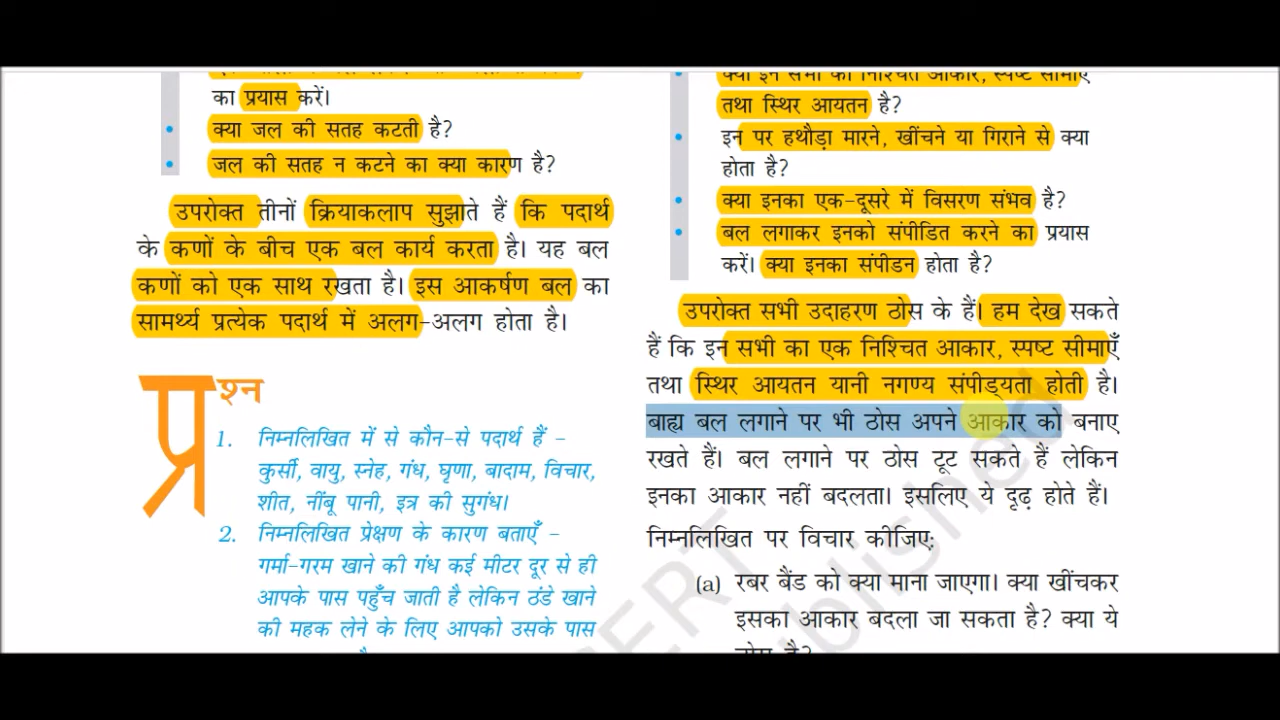 का प्रयास करें।
• क्या जल की सतह कटती है?
• जल की सतह न कटने का क्या कारण है?
उपरोक्त तीनों क्रियाकलाप सुझाते हैं कि पदार्थ
के कणों के बीच एक बल कार्य करता है। यह बल
कणों को एक साथ रखता है। इस आकर्षण बल का
सामर्थ्य प्रत्येक पदार्थ में अलग-अलग होता है।
प्रश्न
1. निम्नलिखित में से कौन-से पदार्थ हैं –
कुर्सी, वायु, स्नेह, गंध, घृणा, बादाम, विचार,
शीत, नींबू पानी, इत्र की सुगंध।
2. निम्नलिखित प्रेक्षण के कारण बताएँ –
गर्मा-गरम खाने की गंध कई मीटर दूर से ही
आपके पास पहुँच जाती है लेकिन ठंडे खाने
की महक लेने के लिए आपको उसके पास
• क्या इन सभी का निश्चित आकार, स्पष्ट सीमाएँ
तथा स्थिर आयतन है?
• इन पर हथौड़ा मारने, खींचने या गिराने से क्या
होता है?
• क्या इनका एक-दूसरे में विसरण संभव है?
• बल लगाकर इनको संपीडित करने का प्रयास
करें। क्या इनका संपीडन होता है?
उपरोक्त सभी उदाहरण ठोस के हैं। हम देख सकते
हैं कि इन सभी का एक निश्चित आकार, स्पष्ट सीमाएँ
तथा स्थिर आयतन यानी नगण्य संपीड्यता होती है।
बाह्य बल लगाने पर भी ठोस अपने आकार को बनाए
रखते हैं। बल लगाने पर ठोस टूट सकते हैं लेकिन
इनका आकार नहीं बदलता। इसलिए ये दृढ़ होते हैं।
निम्नलिखित पर विचार कीजिए:
(a) रबर बैंड को क्या माना जाएगा। क्या खींचकर
इसका आकार बदला जा सकता है? क्या ये
ठोस है?